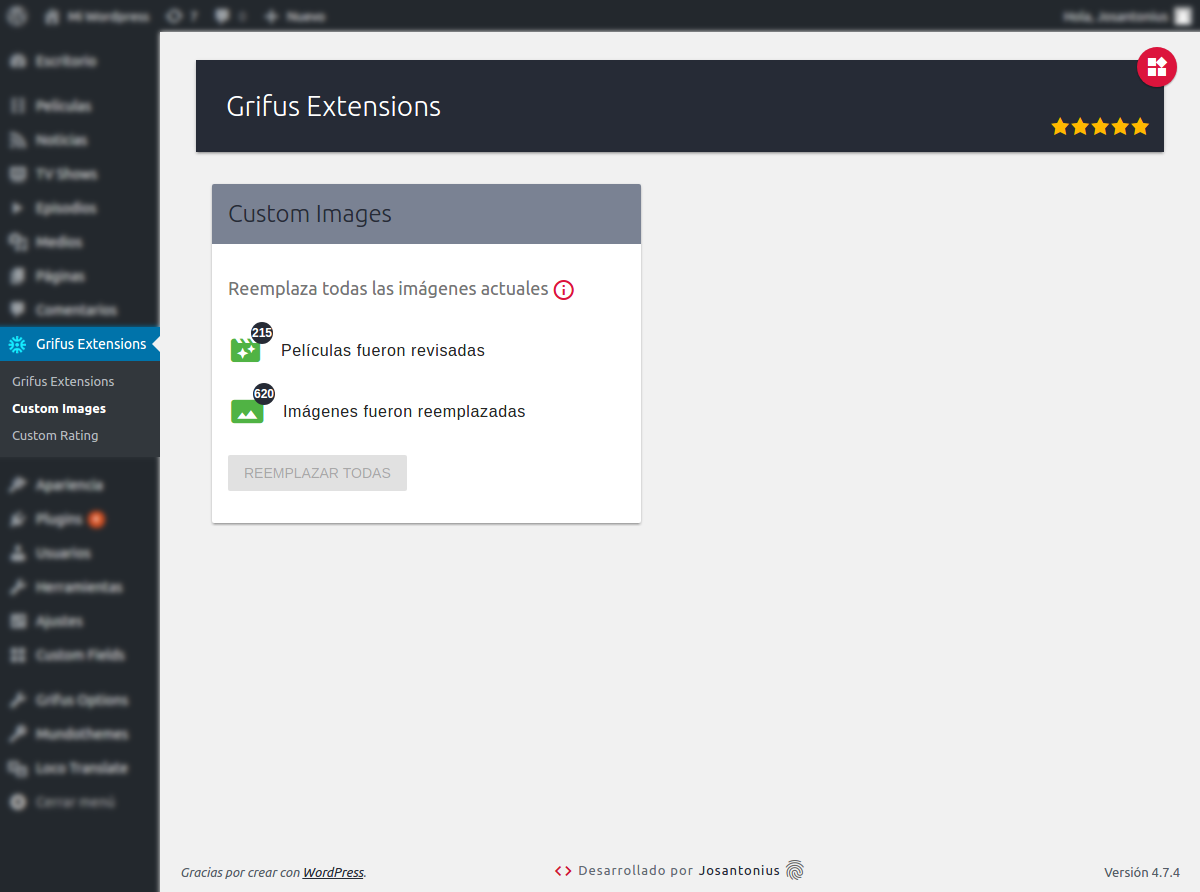 Mi Wordpress
7
Nuevo
Hola, Josantonius
Escritorio
Películas
Noticias
TV Shows
Episodios
Medios
Páginas
Comentarios
Grifus Extensions
Grifus Extensions
Custom Images
Custom Rating
Apariencia
Plugins
Usuarios
Herramientas
Ajustes
Custom Fields
Grifus Options
Mundothemes
Loco Translate
Cerrar menú
Grifus Extensions
Custom Images
Reemplaza todas las imágenes actuales
215
Películas fueron revisadas
620
Imágenes fueron reemplazadas
REEMPLAZAR TODAS
Gracias por crear con WordPress.
Desarrollado por Josantonius
Versión 4.7.4